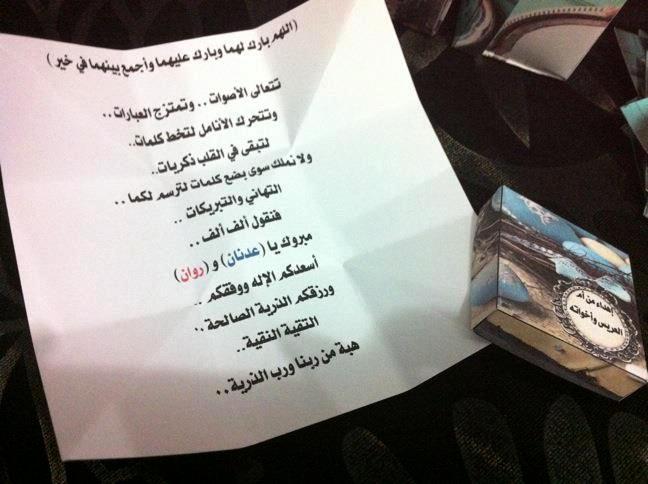 (اللهم بارك لهما وبارك عليهما وأجمع بينهما في خير)
تتعالى الأصوات .. وتمتزج العبارات ..
وتتحرك الأنامل لتخط كلمات..
لتبقى في القلب ذكريات..
ولا نملك سوى بضع كلمات لترسم لكما ..
التهاني والتبريكات ..
فنقول ألف ألف ..
مبروك يا (عدنان) و (روان)
أسعدكم الإله ووفقكم ..
ورزقكم الذرية الصالحة ..
التقية النقية..
هبة من ربنا ورب الذرية ..
إهداء من أم
العريس وأخواته